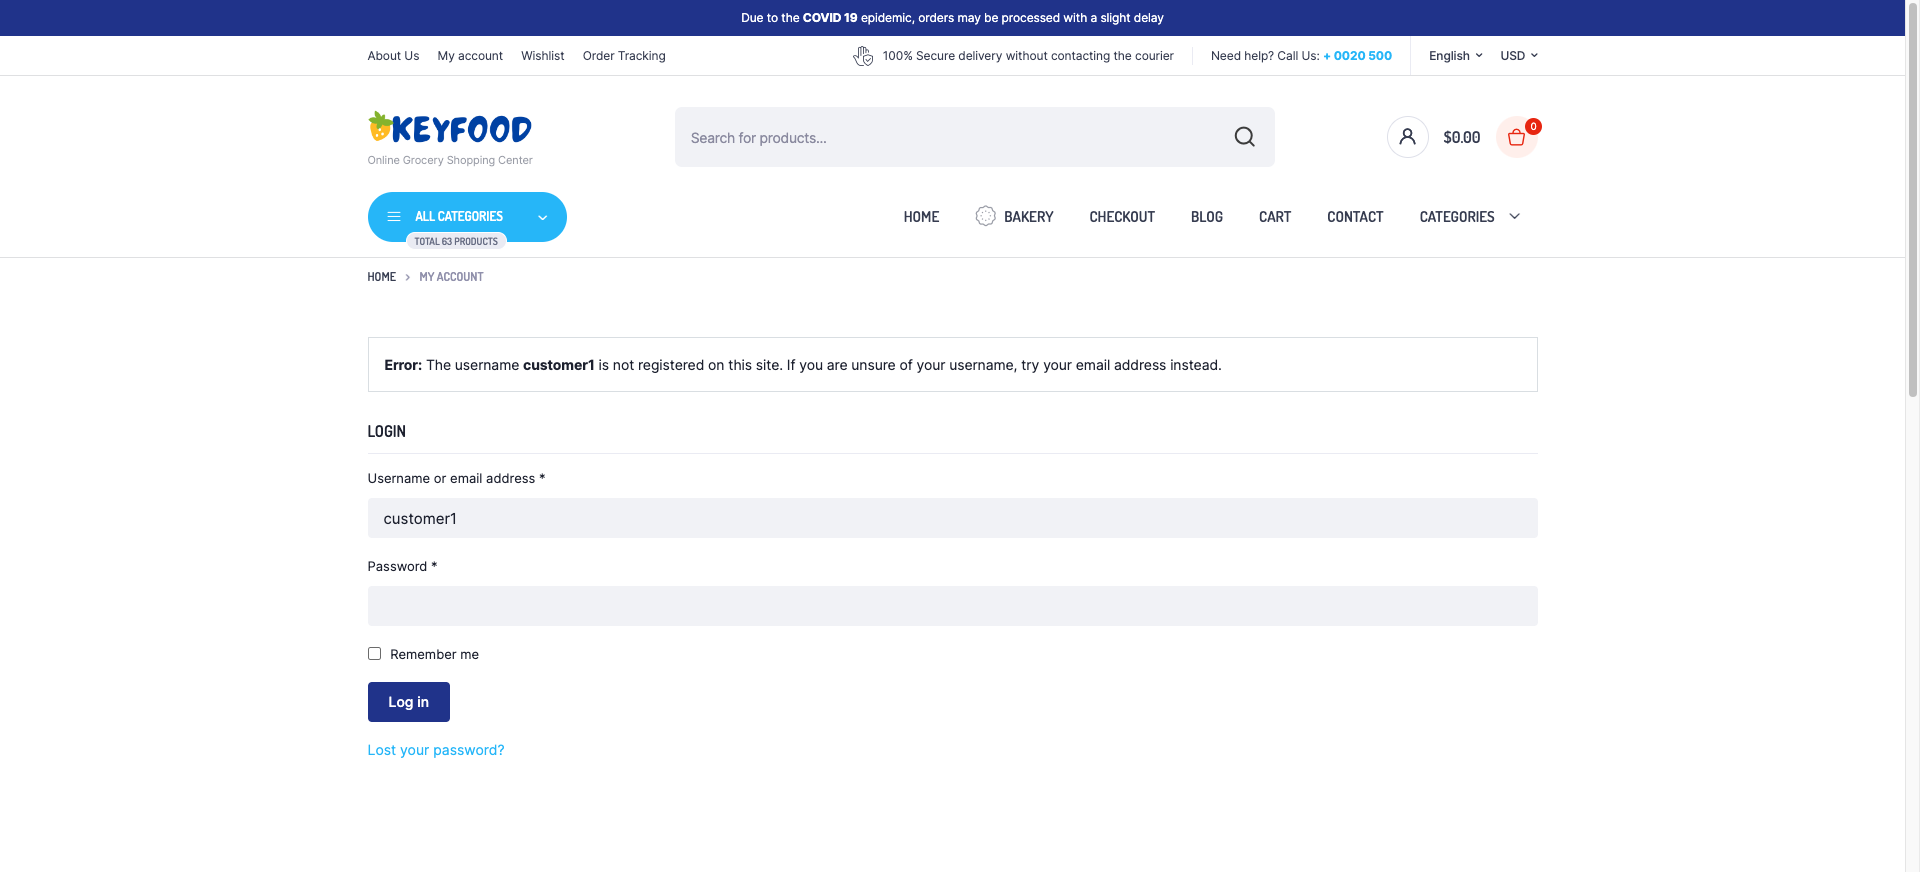 Due to the COVID 19 epidemic, orders may be processed with a slight delay
About Us My account Wishlist Order Tracking 100% Secure delivery without contacting the courier Need help? Call Us: + 0020 500 English USD
KEYFOOD
Online Grocery Shopping Center
Search for products...
$0.00
0
ALL CATEGORIES
TOTAL 63 PRODUCTS
HOME BAKERY CHECKOUT BLOG CART CONTACT CATEGORIES
HOME > MY ACCOUNT
Error: The username customer1 is not registered on this site. If you are unsure of your username, try your email address instead.
LOGIN
Username or email address *
customer1
Password *
Remember me
Log in
Lost your password?